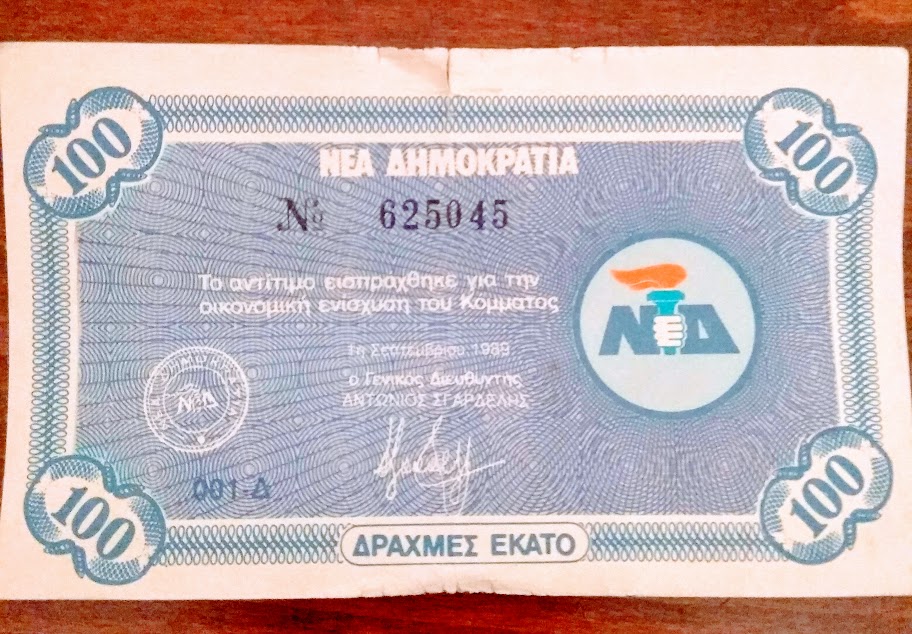 100
100
ΝΕΑ ΔΗΜΟΚΡΑΤΙΑ
Nº 625045
Το αντίτιμο εισπράχθηκε για την
οικονομική ενίσχυση του Κόμματος
ΝΔ
1η Σεπτεμβρίου 1989
ο Γενικός Διευθυντής
ΑΝΤΩΝΙΟΣ ΣΓΑΡΔΕΛΗΣ
ΝΔ
001-Δ
100
ΔΡΑΧΜΕΣ ΕΚΑΤΟ
100